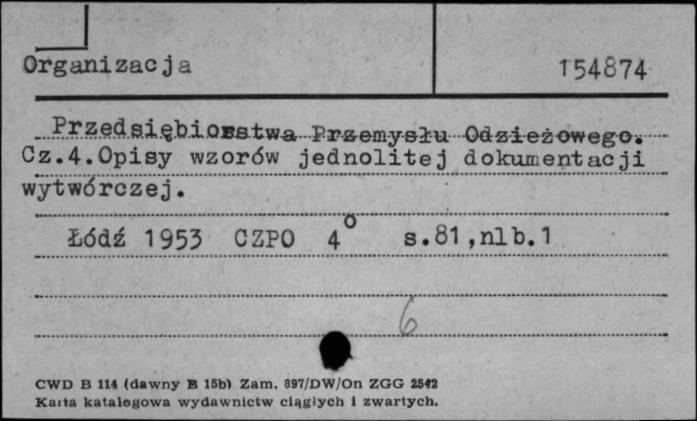 Organizacja
154874
Przedsiębiorstwa Przemysłu Odzieżowego.
Cz.4.Opisy wzorów jednolitej dokumentacji
wytwórczej.
Łódź 1953 CZPO 4° s.81,nlb.1
6
CWD B 114 (dawny B 15b) Zam. 897/DW/On ZGG 2542
Karta katalogowa wydawnictw ciągłych i zwartych.